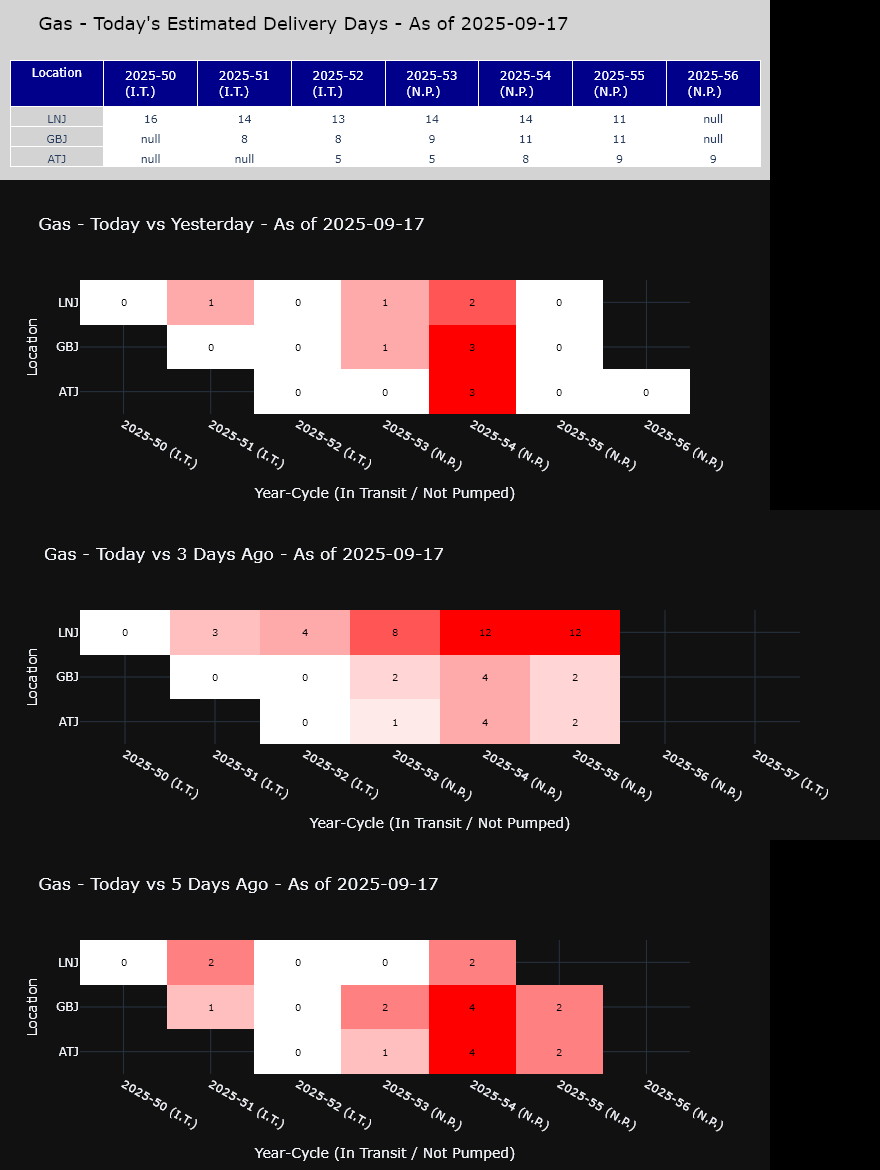 Gas - Today's Estimated Delivery Days - As of 2025-09-17
Location 2025-50 (I.T.) 2025-51 (I.T.) 2025-52 (I.T.) 2025-53 (N.P.) 2025-54 (N.P.) 2025-55 (N.P.) 2025-56 (N.P.)
LNJ 16 14 13 14 14 11 null
GBJ null 8 8 9 11 11 null
ATJ null null 5 5 8 9 9
Gas - Today vs Yesterday - As of 2025-09-17
Location
LNJ 0 1 0 1 2 0
GBJ 0 0 1 3 0
ATJ 0 0 3 0 0
2025-50 (I.T.) 2025-51 (I.T.) 2025-52 (I.T.) 2025-53 (N.P.) 2025-54 (N.P.) 2025-55 (N.P.) 2025-56 (N.P.)
Year-Cycle (In Transit / Not Pumped)
Gas - Today vs 3 Days Ago - As of 2025-09-17
Location
LNJ 0 3 4 8 12 12
GBJ 0 0 2 4 2
ATJ 0 1 4 2
2025-50 (I.T.) 2025-51 (I.T.) 2025-52 (I.T.) 2025-53 (N.P.) 2025-54 (N.P.) 2025-55 (N.P.) 2025-56 (N.P.) 2025-57 (I.T.)
Year-Cycle (In Transit / Not Pumped)
Gas - Today vs 5 Days Ago - As of 2025-09-17
Location
LNJ 0 2 0 0 2
GBJ 1 0 2 4 2
ATJ 0 1 4 2
2025-50 (I.T.) 2025-51 (I.T.) 2025-52 (I.T.) 2025-53 (N.P.) 2025-54 (N.P.) 2025-55 (N.P.) 2025-56 (N.P.)
Year-Cycle (In Transit / Not Pumped)